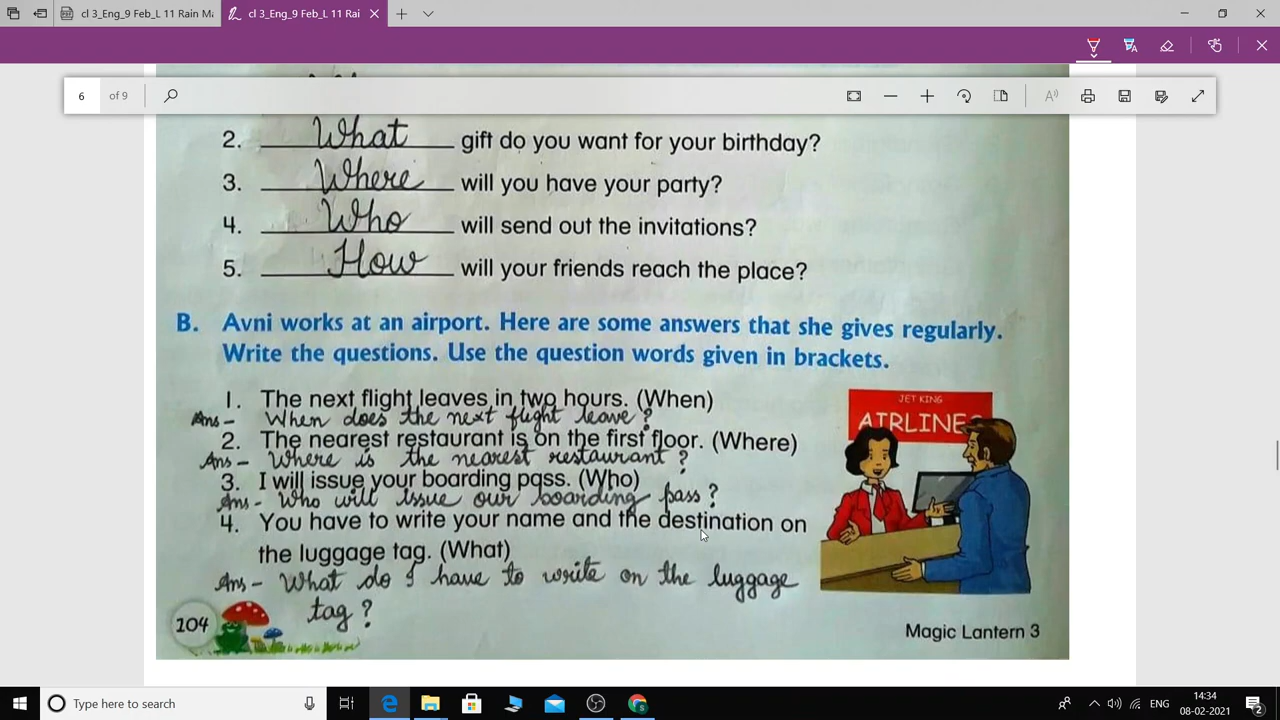 cl 3_Eng_9 Feb_L 11 Rain Ma
cl 3_Eng_9 Feb_L 11 Rai
6 of 9
2. What gift do you want for your birthday?
3. Where will you have your party?
4. Who will send out the invitations?
5. How will your friends reach the place?
B. Avni works at an airport. Here are some answers that she gives regularly.
Write the questions. Use the question words given in brackets.
1. The next flight leaves in two hours. (When)
Ans - When does the next flight leave?
2. The nearest restaurant is on the first floor. (Where)
Ans - Where is the nearest restaurant?
3. I will issue your boarding pass. (Who)
Ans - Who will issue our boarding pass?
4. You have to write your name and the destination on
the luggage tag. (What)
Ans - What do I have to write on the luggage
tag?
JET KING
AIRLINES
104
Magic Lantern 3
Type here to search
ENG
14:34
08-02-2021
2